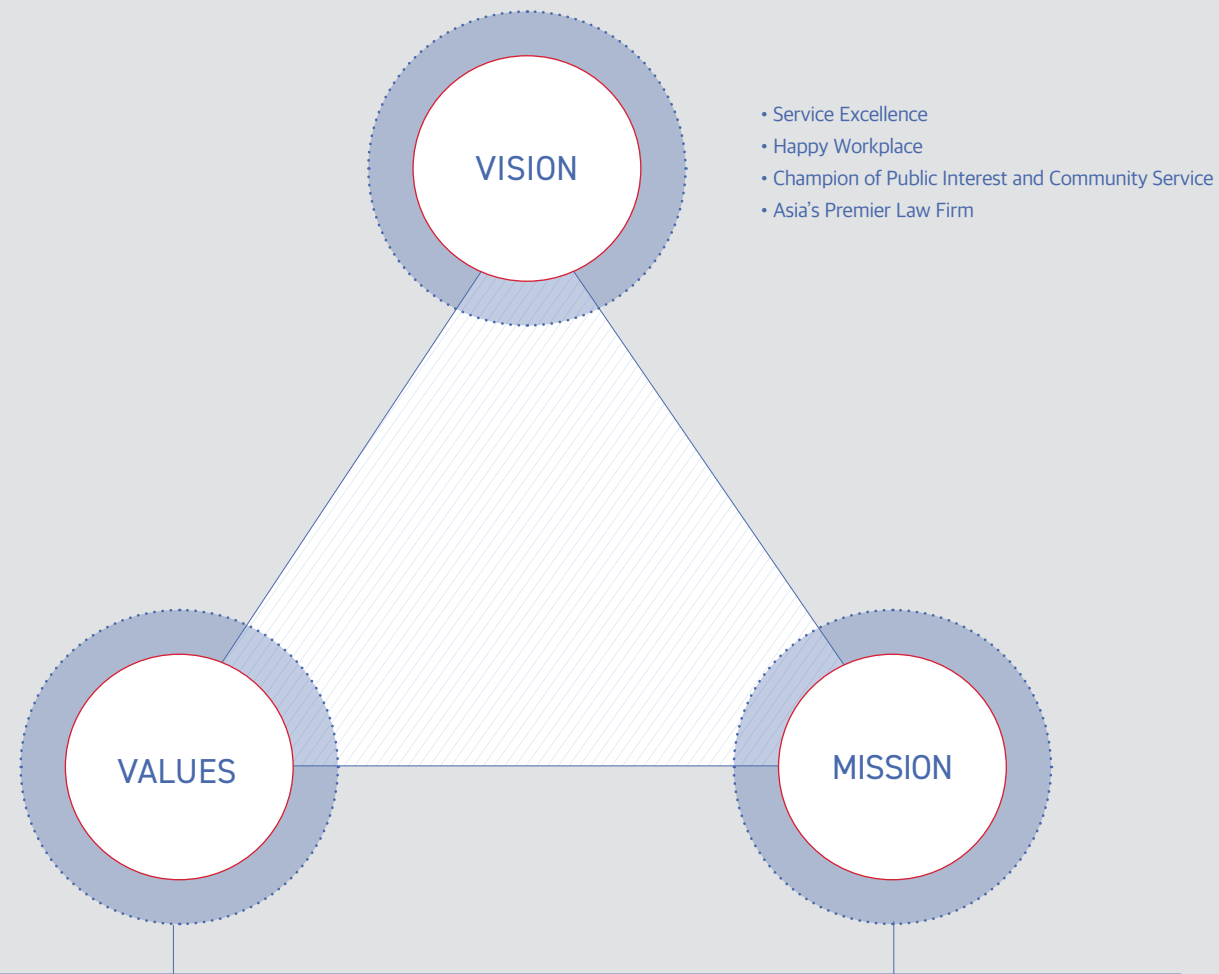 VISION
• Service Excellence
• Happy Workplace
• Champion of Public Interest and Community Service
• Asia’s Premier Law Firm
VALUES
MISSION